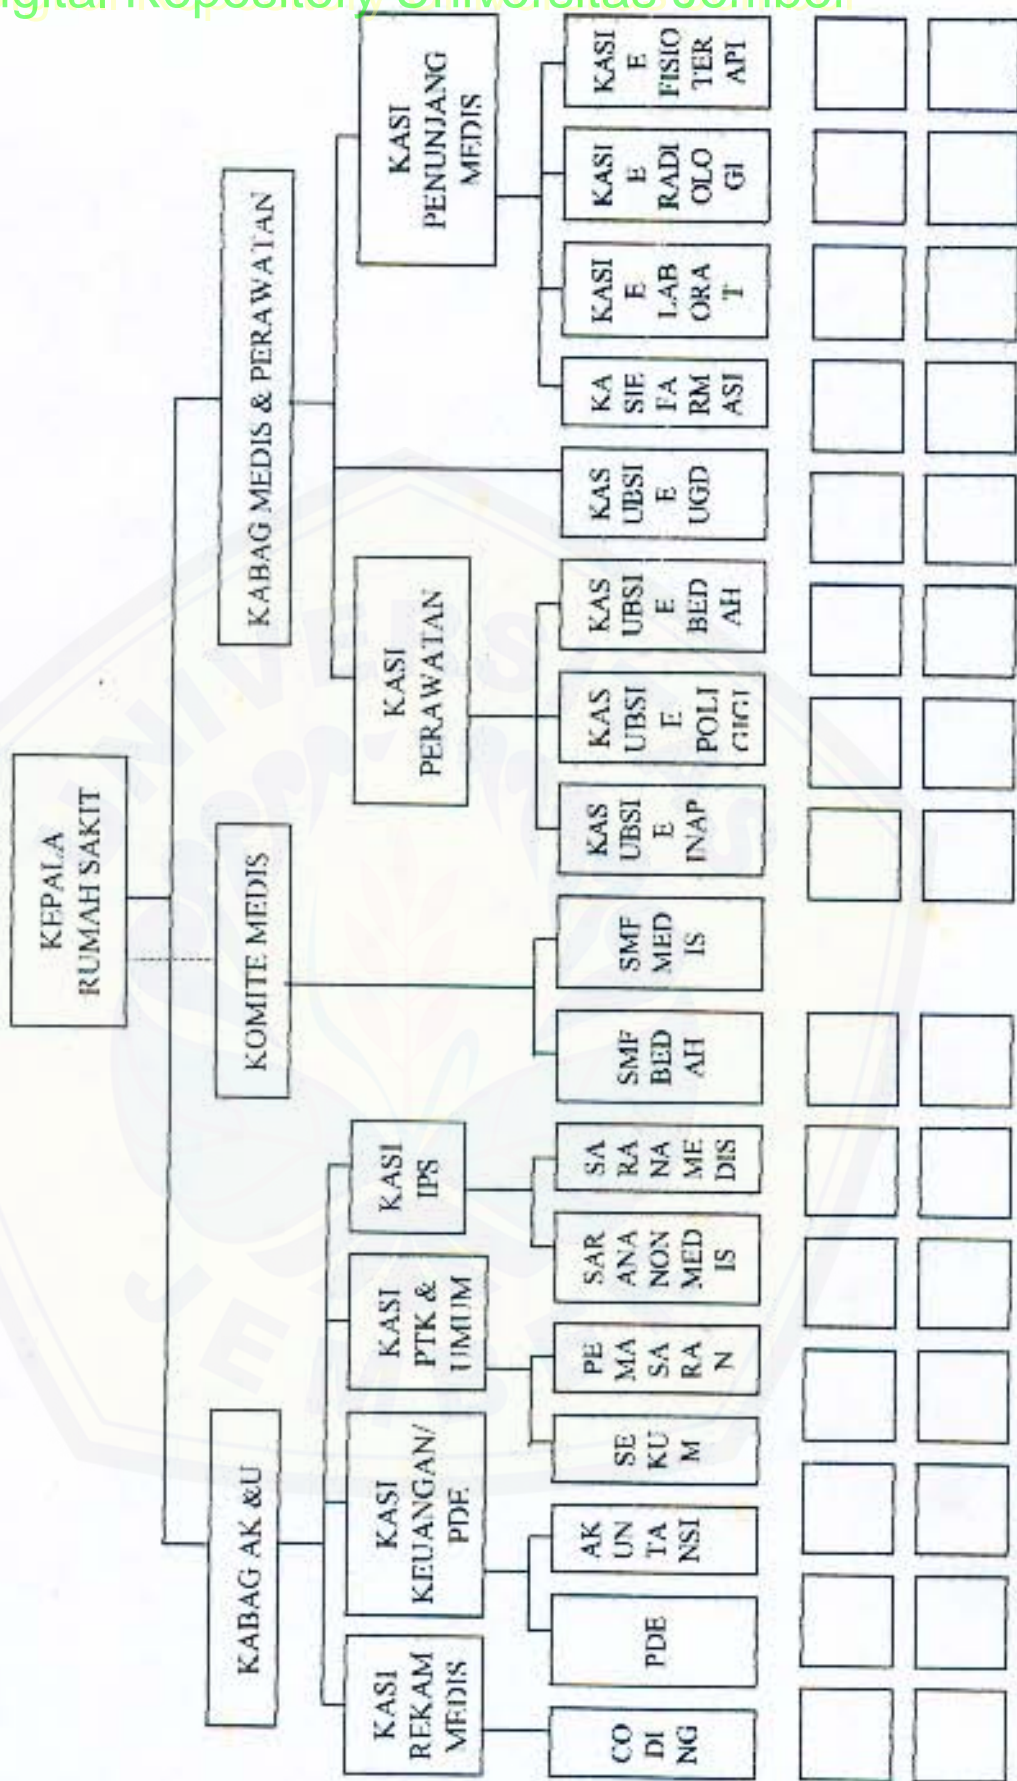 Digital Repository Universitas Jember
KEPALA
RUMAH SAKIT
KABAG AK &U
KOMITE MEDIS
KABAG MEDIS & PERAWATAN
KASI
REKAM
MEDIS
KASI
KEUANGAN/
PDE
KASI
PTK &
UMUM
KASI
IPS
KASI
PERAWATAN
KASI
PENUNJANG
MEDIS
CO
DI
NG
PDE
AK
UN
TA
NSI
SE
KU
M
PE
MA
SA
RA
N
SAR
ANA
NON
MED
IS
SA
RA
NA
ME
DIS
SMF
BED
AH
SMF
MED
IS
KAS
UBSI
E
INAP
KAS
UBSI
E
POLI
GIGI
KAS
UBSI
E
BED
AH
KAS
UBSI
E
UGD
KA
SIE
FA
RM
ASI
KASI
E
LAB
ORA
T
KASI
E
RADI
OLO
GI
KASI
E
FISIO
TER
API
UNIVERSITAS
JEMBER